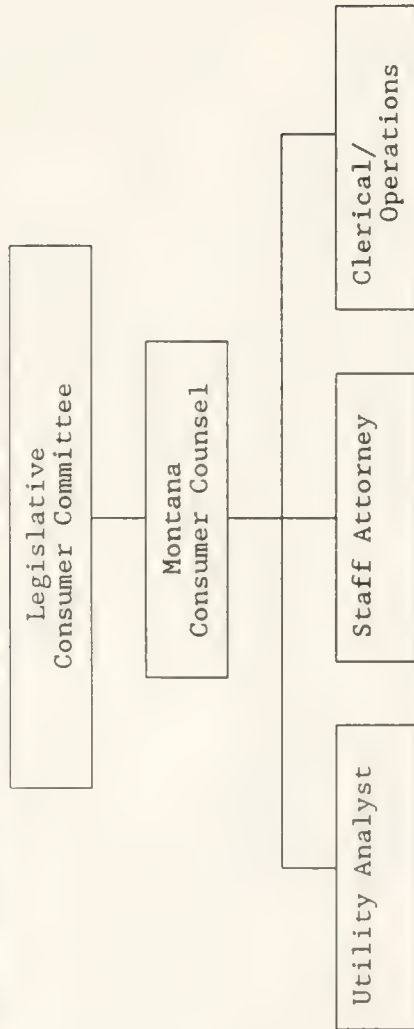 Legislative
Consumer Committee
Montana
Consumer Counsel
Utility Analyst
Staff Attorney
Clerical/
Operations